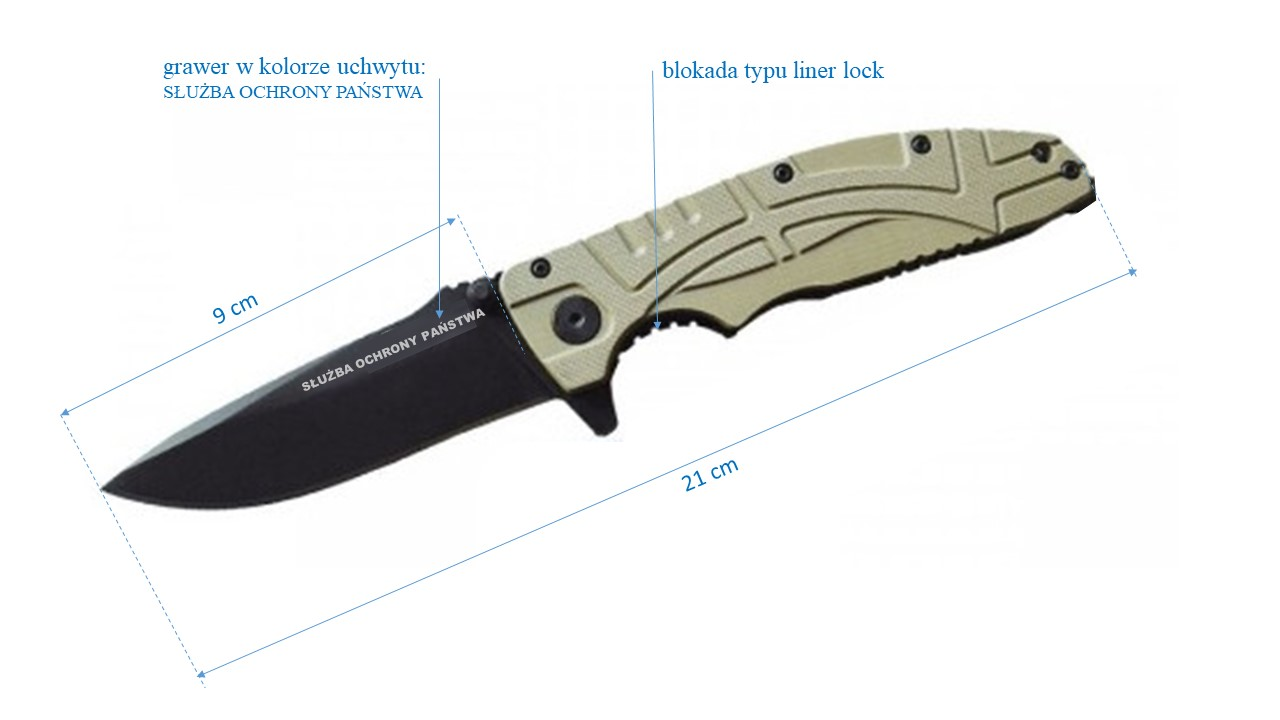 grawer w kolorze uchwytu:
SŁUŻBA OCHRONY PAŃSTWA
blokada typu liner lock
9 cm
SŁUŻBA OCHRONY PAŃSTWA
21 cm